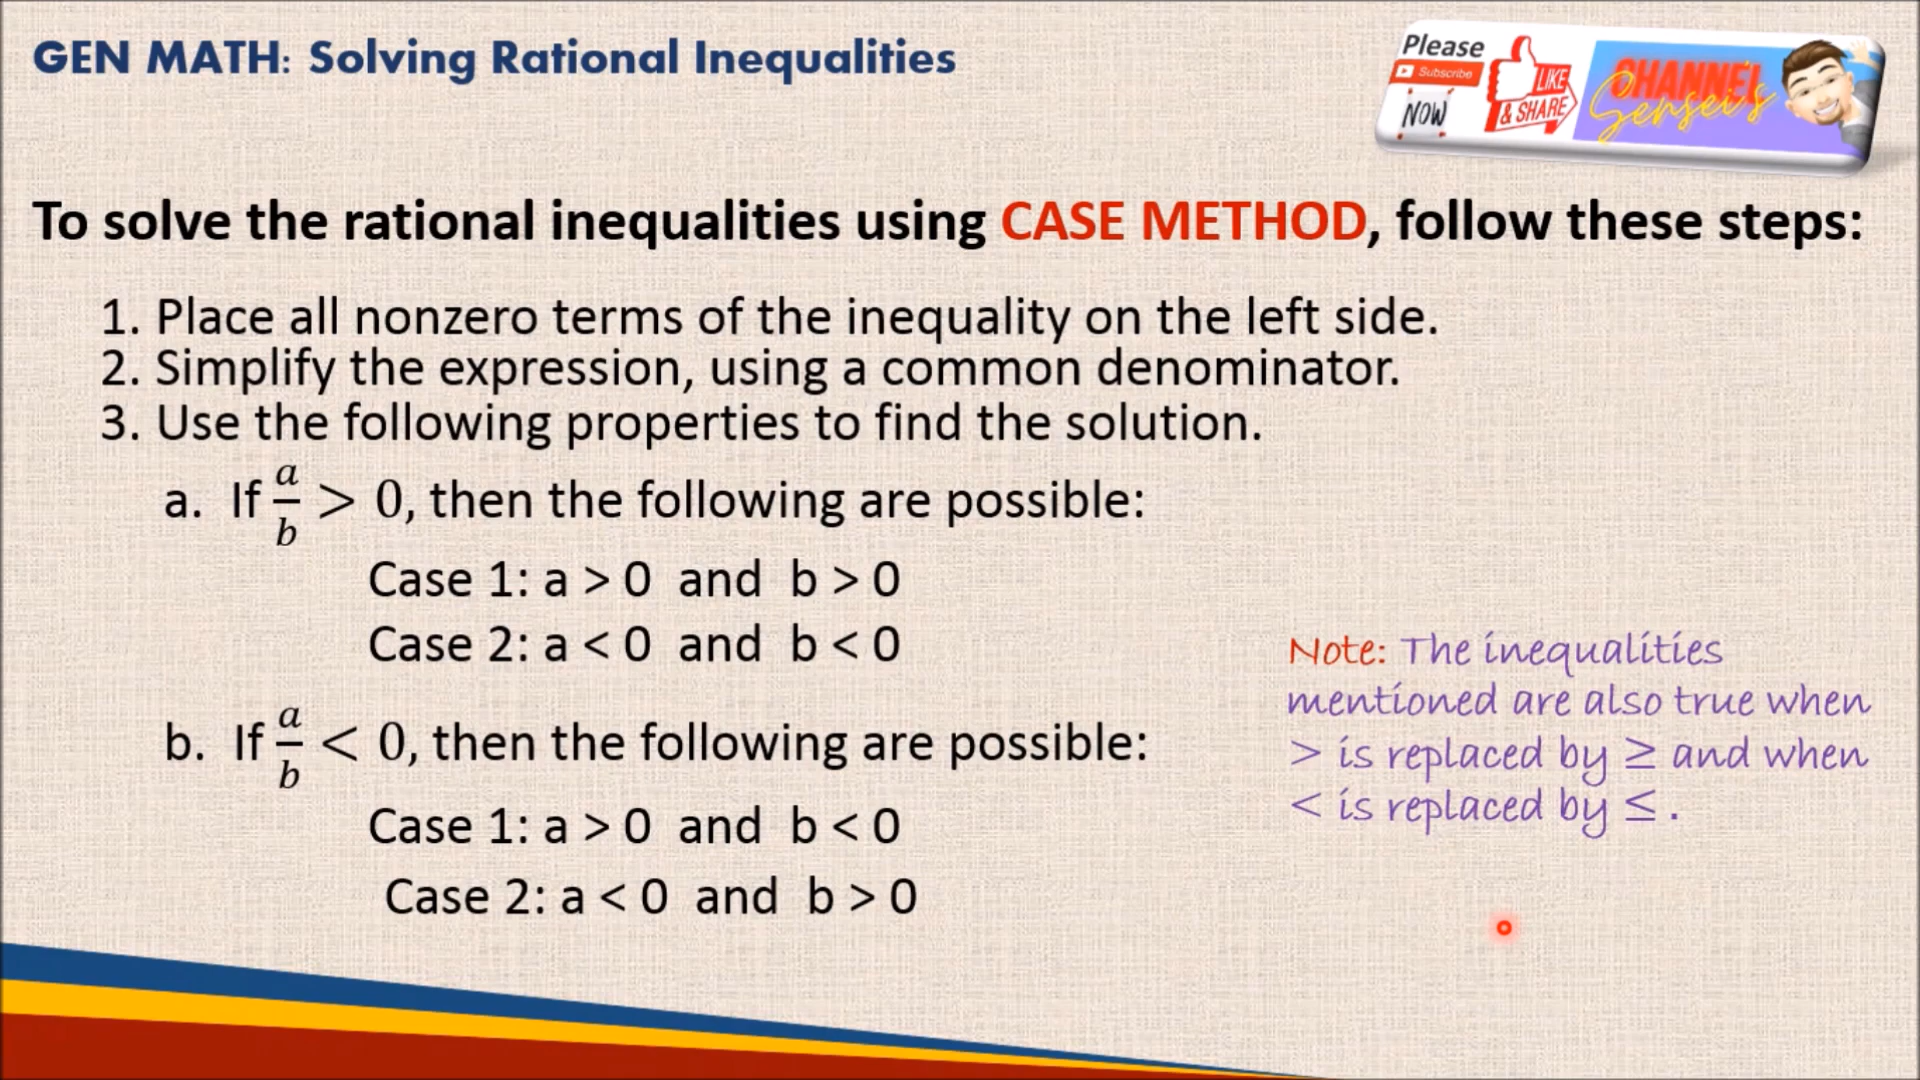 GEN MATH: Solving Rational Inequalities
Please
Subscribe
NOW
LIKE
& SHARE
CHANNEL
Sensei's
To solve the rational inequalities using CASE METHOD, follow these steps:
1. Place all nonzero terms of the inequality on the left side.
2. Simplify the expression, using a common denominator.
3. Use the following properties to find the solution.
a. If a/b > 0, then the following are possible:
Case 1: a > 0 and b > 0
Case 2: a < 0 and b < 0
Note: The inequalities
mentioned are also true when
> is replaced by ≥ and when
< is replaced by ≤ .
b. If a/b < 0, then the following are possible:
Case 1: a > 0 and b < 0
Case 2: a < 0 and b > 0